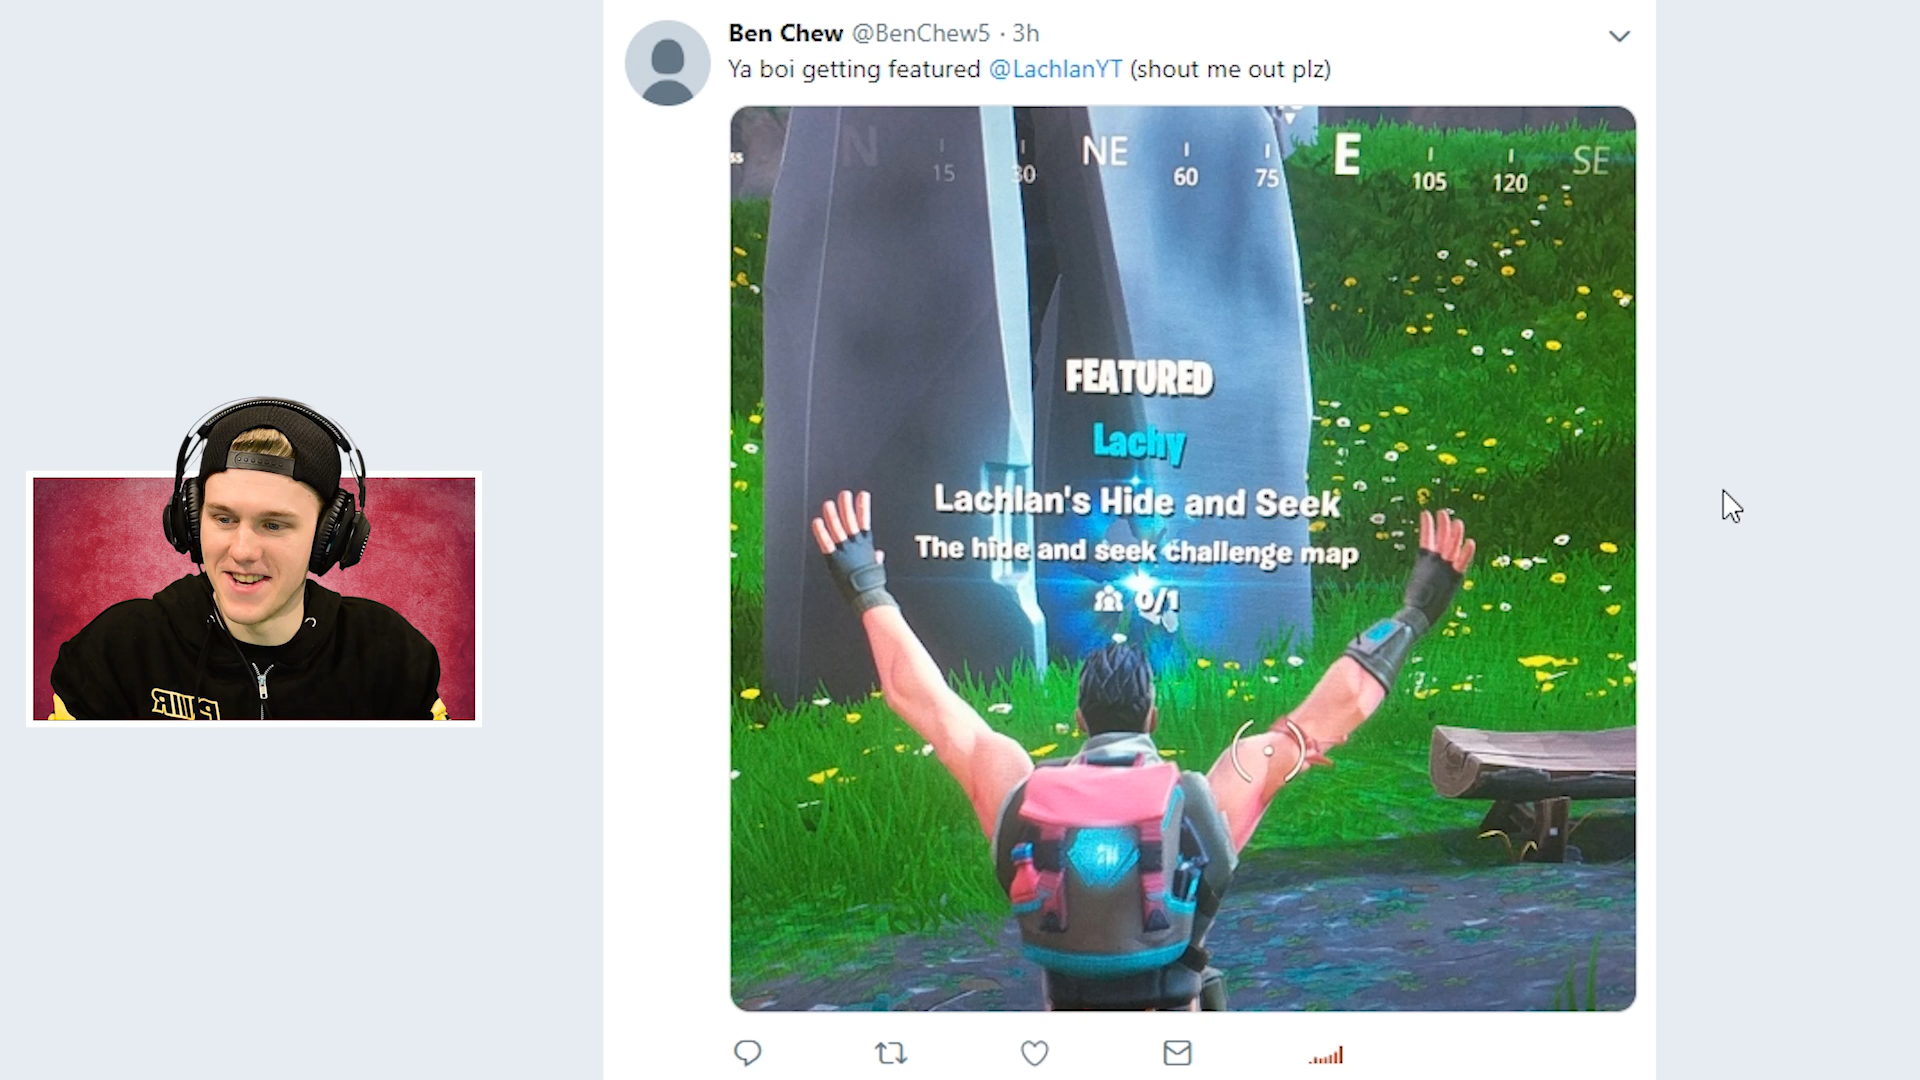 Ben Chew @BenChew5 · 3h
Ya boi getting featured @LachlanYT (shout me out plz)
N 15 30 NE 60 75 E 105 120 SE
FEATURED
Lachy
Lachlan's Hide and Seek
The hide and seek challenge map
0/1